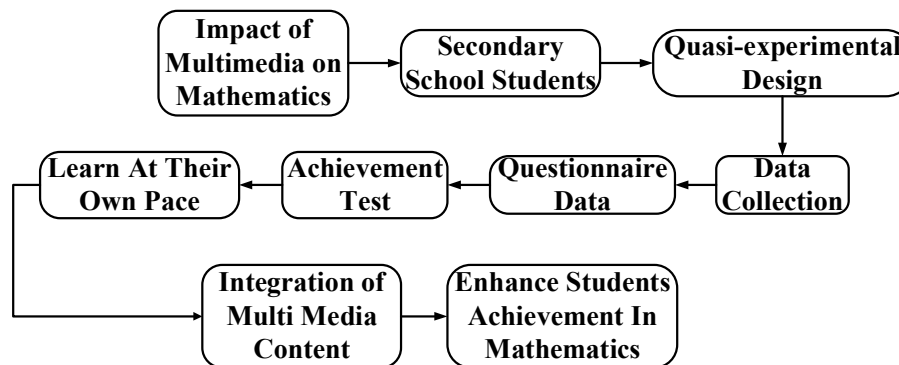 Impact of
Multimedia on
Mathematics
Secondary
School Students
Quasi-experimental
Design
Data
Collection
Questionnaire
Data
Achievement
Test
Learn At Their
Own Pace
Integration of
Multi Media
Content
Enhance Students
Achievement In
Mathematics